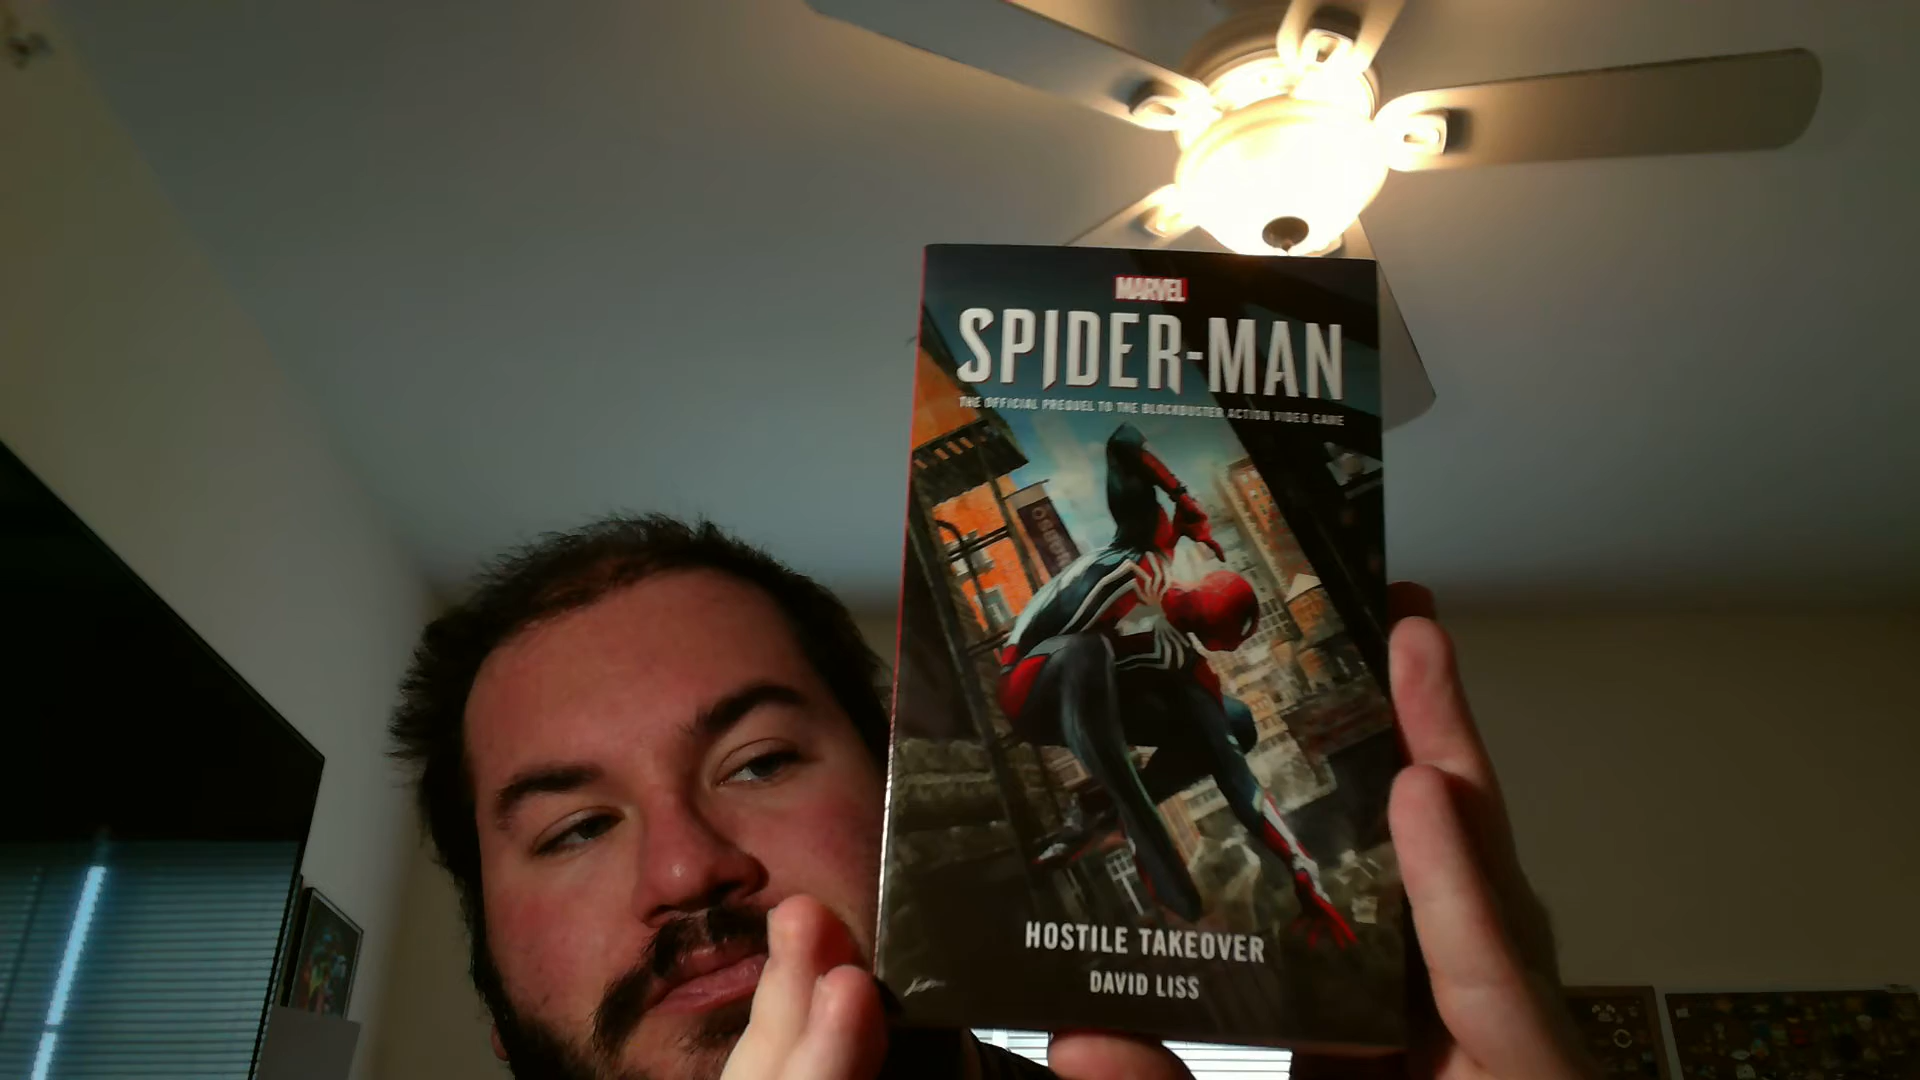 MARVEL
SPIDER-MAN
THE OFFICIAL PREQUEL TO THE BLOCKBUSTER ACTION VIDEO GAME
HOSTILE TAKEOVER
DAVID LISS